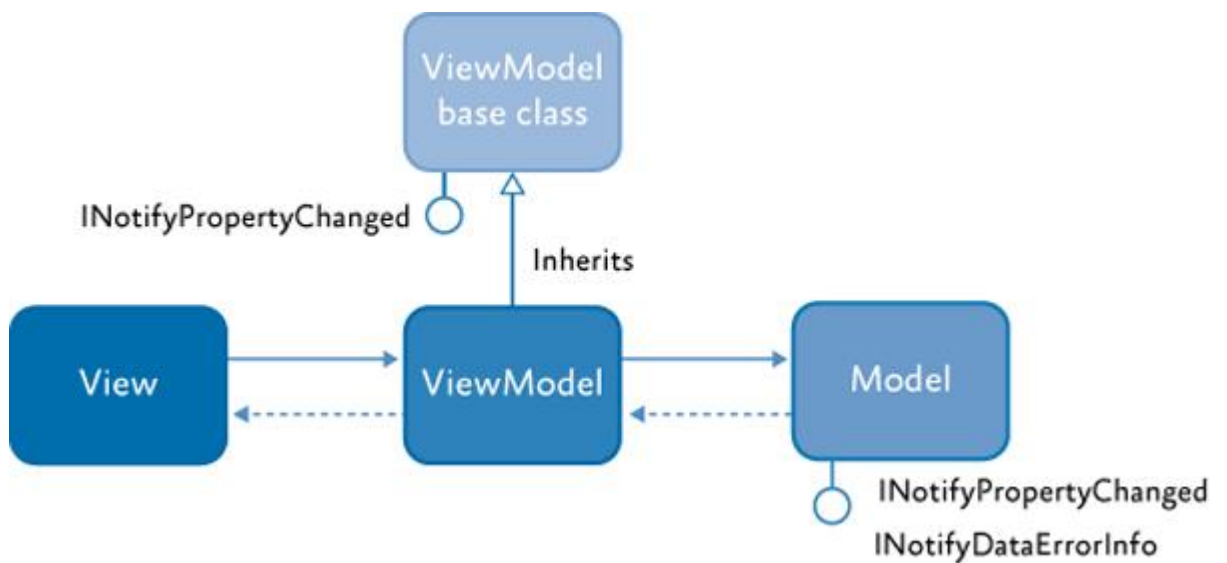 ViewModel
base class
INotifyPropertyChanged
Inherits
View
ViewModel
Model
INotifyPropertyChanged
INotifyDataErrorInfo